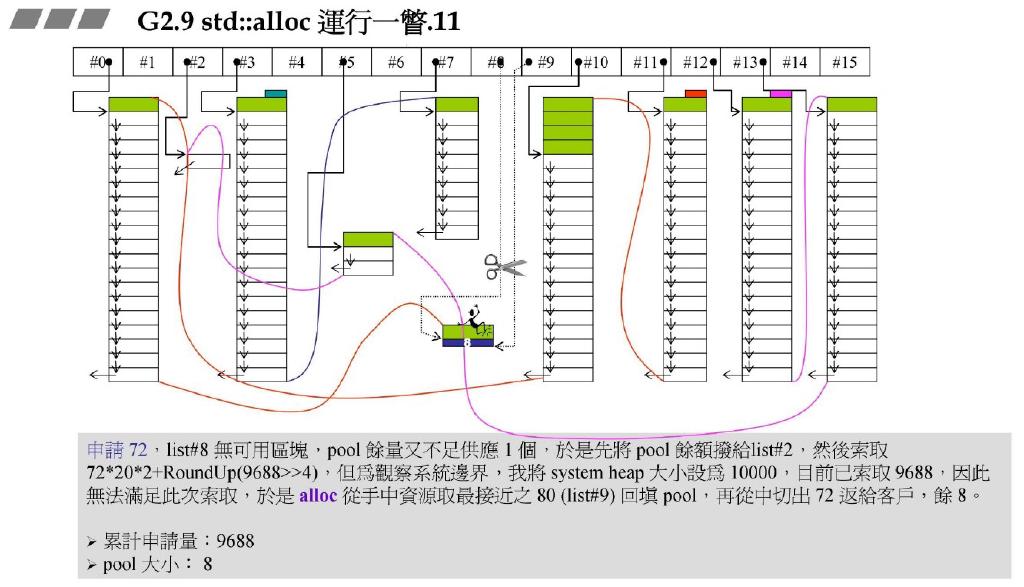 G2.9 std::alloc 運行一瞥.11
#0 #1 #2 #3 #4 #5 #6 #7 #8 #9 #10 #11 #12 #13 #14 #15
8
申請 72，list#8 無可用區塊，pool 餘量又不足供應 1 個，於是先將 pool 餘額撥給list#2，然後索取
72*20*2+RoundUp(9688>>4)，但為觀察系統邊界，我將 system heap 大小設為 10000，目前已索取 9688，因此
無法滿足此次索取，於是 alloc 從手中資源取最接近之 80 (list#9) 回填 pool，再從中切出 72 返給客戶，餘 8。
➢ 累計申請量：9688
➢ pool 大小： 8